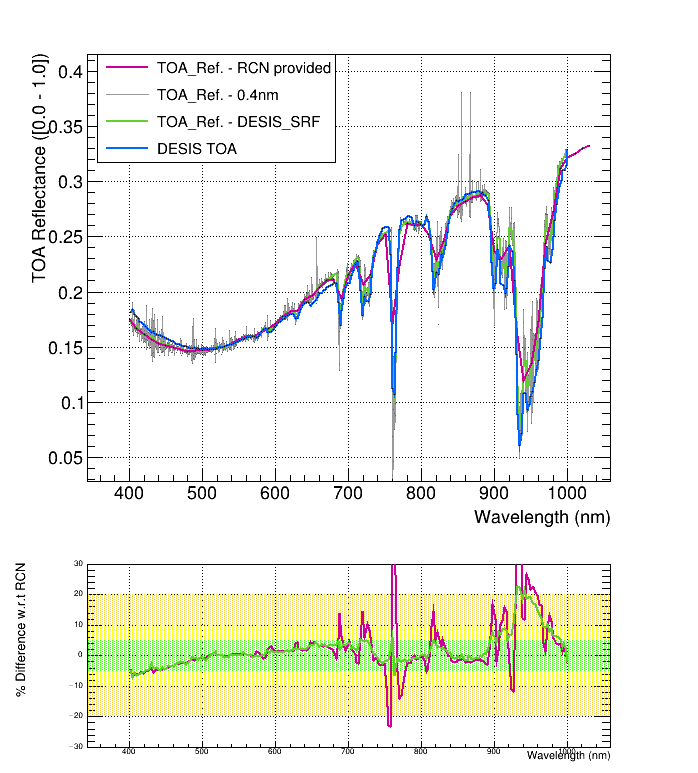 TOA Reflectance ([0.0 - 1.0])
TOA_Ref. - RCN provided
TOA_Ref. - 0.4nm
TOA_Ref. - DESIS_SRF
DESIS TOA
0.4
0.35
0.3
0.25
0.2
0.15
0.1
0.05
400 500 600 700 800 900 1000
Wavelength (nm)
% Difference w.r.t RCN
30
20
10
0
−10
−20
−30
400 500 600 700 800 900 1000
Wavelength (nm)